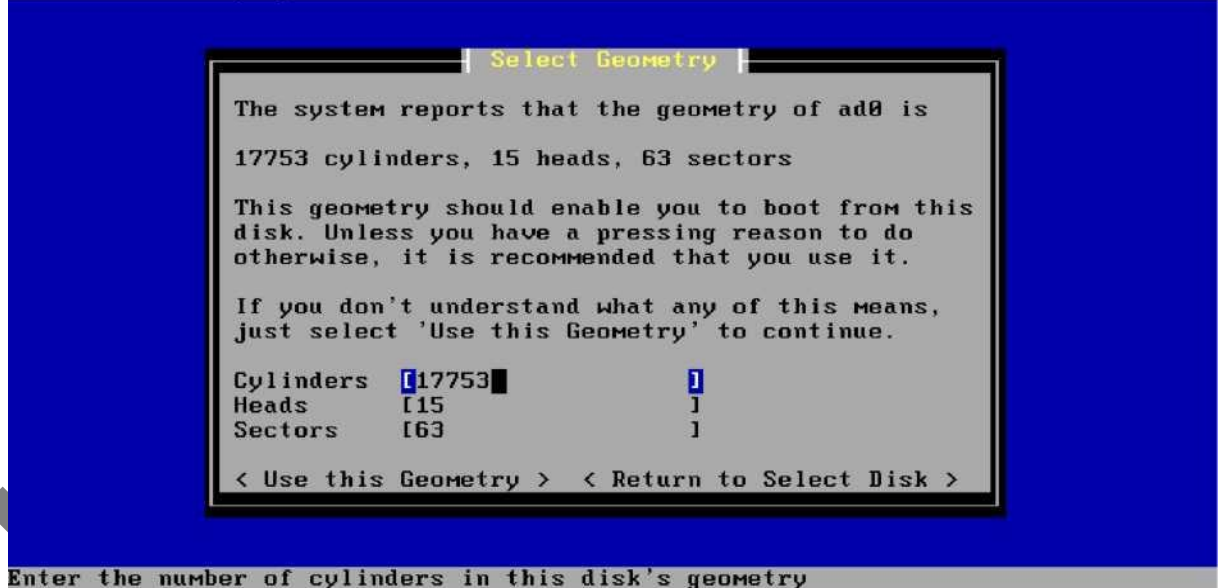 Select Geometry
The system reports that the geometry of ad0 is
17753 cylinders, 15 heads, 63 sectors
This geometry should enable you to boot from this
disk. Unless you have a pressing reason to do
otherwise, it is recommended that you use it.
If you don't understand what any of this means,
just select 'Use this Geometry' to continue.
Cylinders [17753 ]
Heads [15 ]
Sectors [63 ]
< Use this Geometry > < Return to Select Disk >
Enter the number of cylinders in this disk's geometry